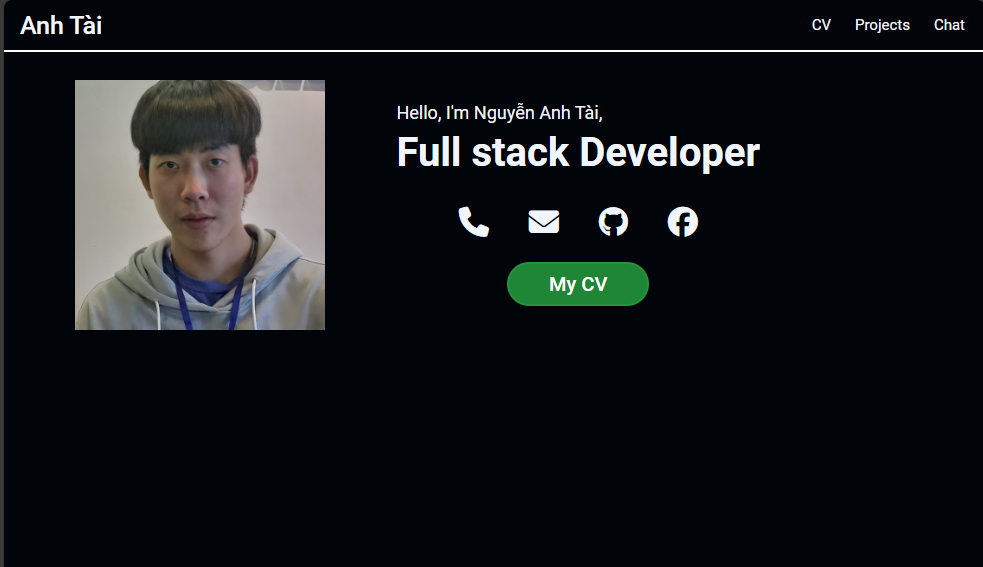 Anh Tài
CV Projects Chat
Hello, I'm Nguyễn Anh Tài,
Full stack Developer
My CV